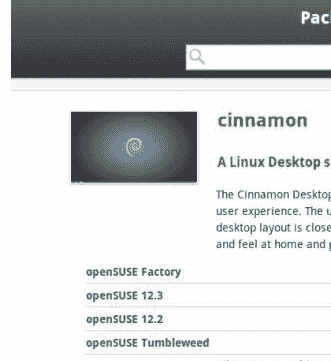 Pac
cinnamon
A Linux Desktop s
The Cinnamon Desktop
user experience. The u
desktop layout is close
and feel at home and p
openSUSE Factory
openSUSE 12.3
openSUSE 12.2
openSUSE Tumbleweed